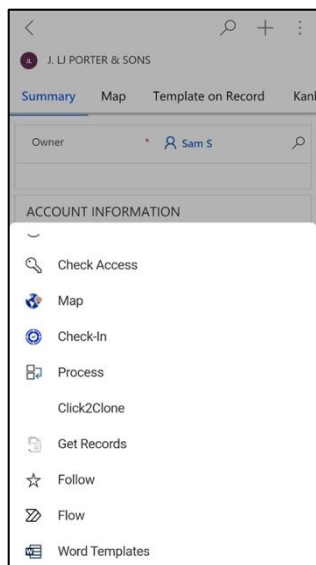 JL
J. LJ PORTER & SONS
Summary Map Template on Record Kanl
Owner * Sam S
ACCOUNT INFORMATION
Check Access
Map
Check-In
Process
Click2Clone
Get Records
Follow
Flow
Word Templates